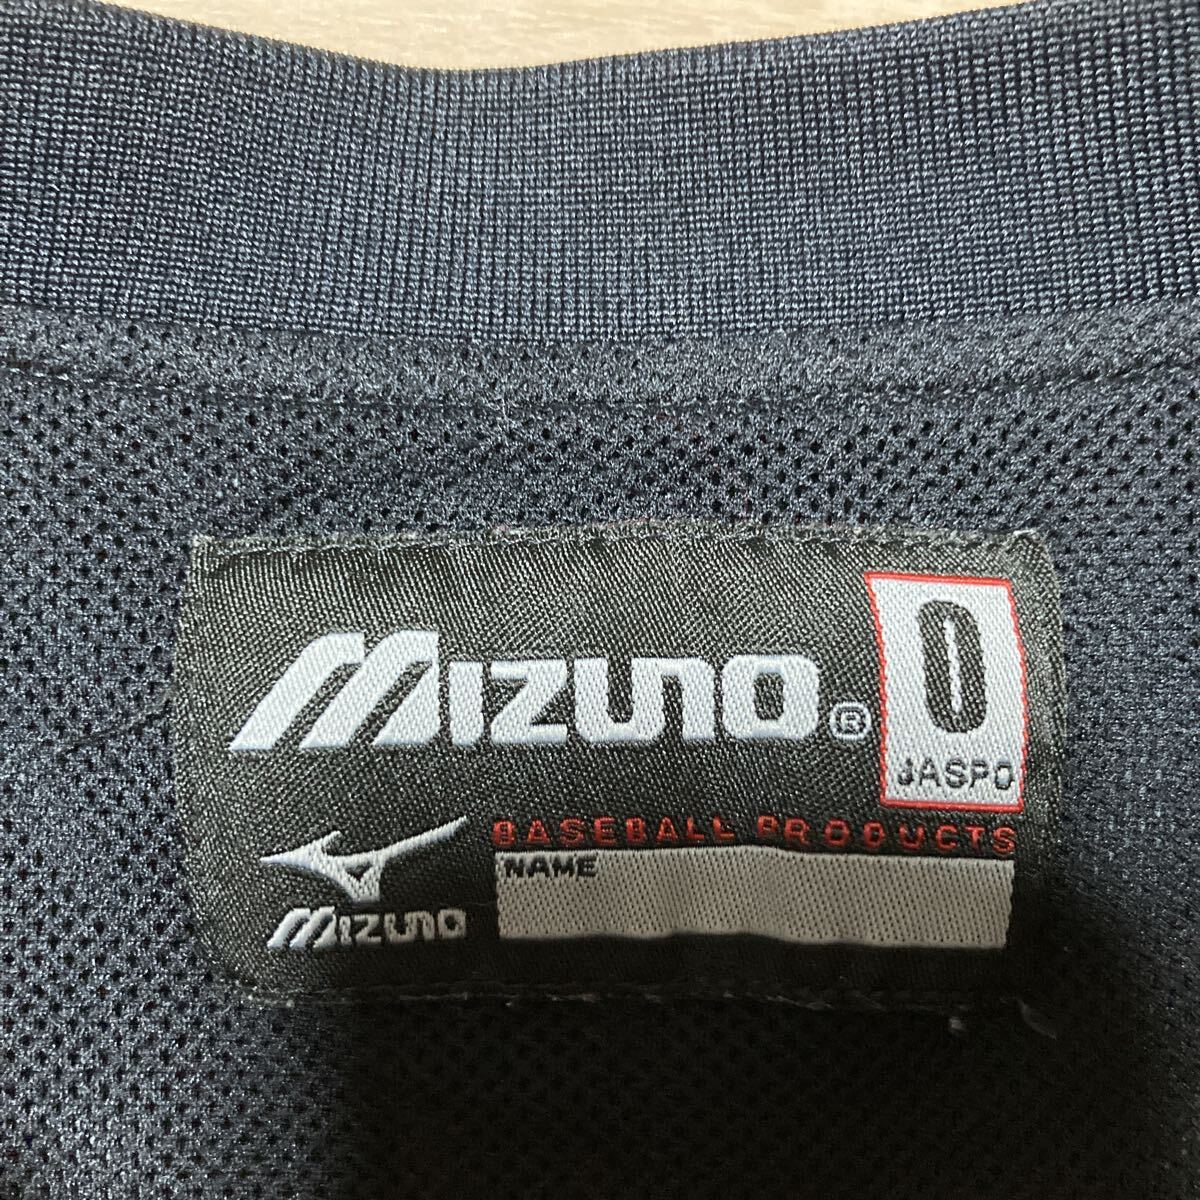 MIZUNO®
O
JASPO
BASEBALL PRODUCTS
NAME
MIZUNO